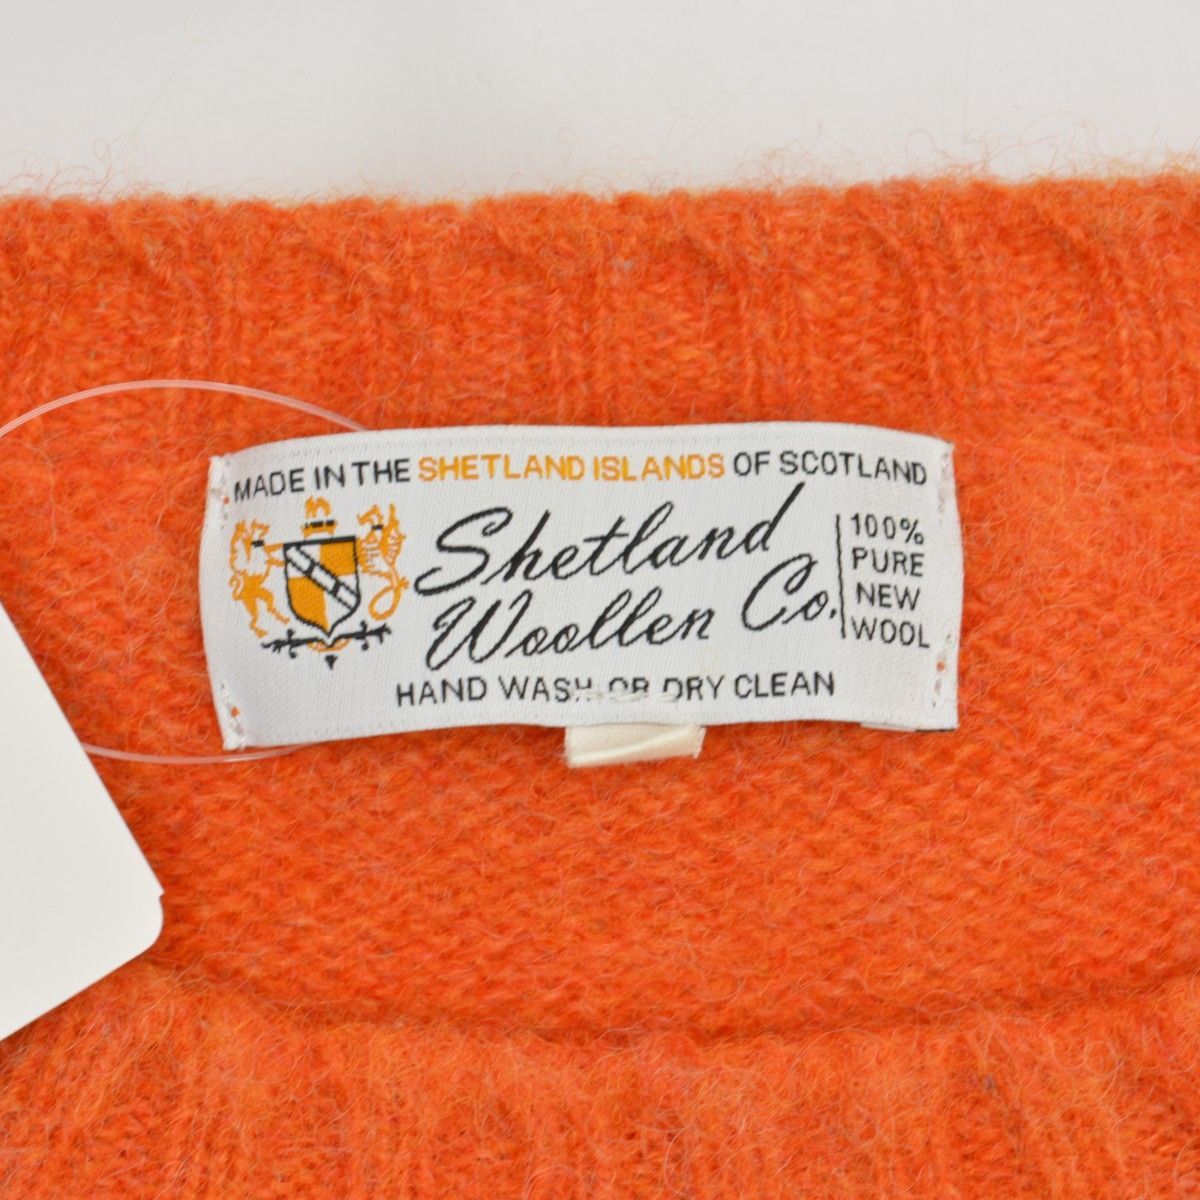 MADE IN THE SHETLAND ISLANDS OF SCOTLAND
Shetland
Woollen Co.
100%
PURE
NEW
WOOL
HAND WASH OR DRY CLEAN